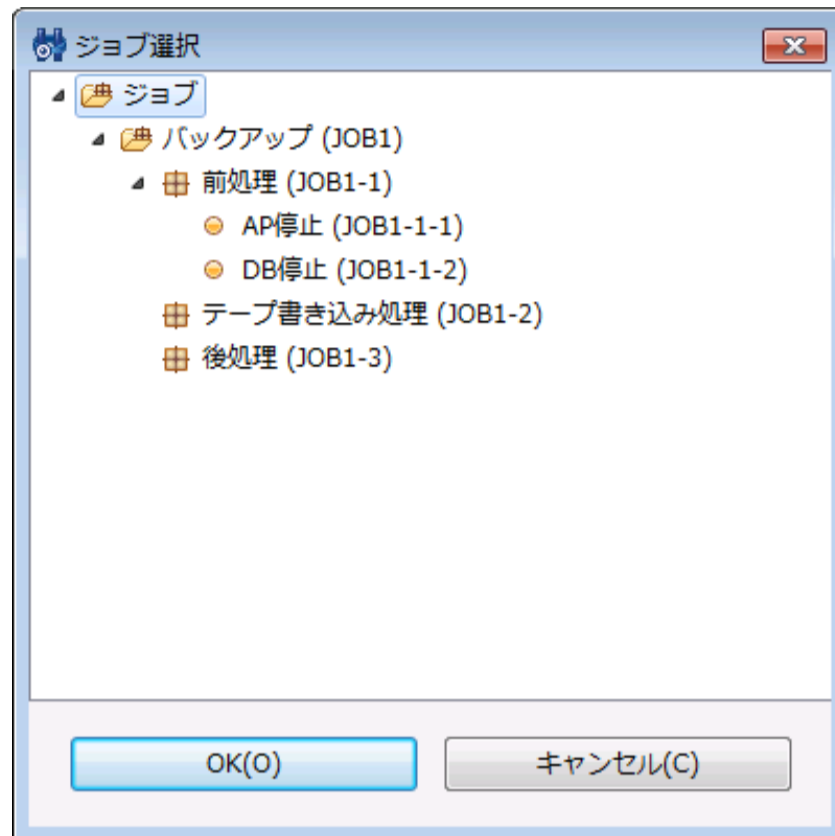 ジョブ選択
ジョブ
バックアップ (JOB1)
前処理 (JOB1-1)
AP停止 (JOB1-1-1)
DB停止 (JOB1-1-2)
テープ書き込み処理 (JOB1-2)
後処理 (JOB1-3)
OK(O)
キャンセル(C)